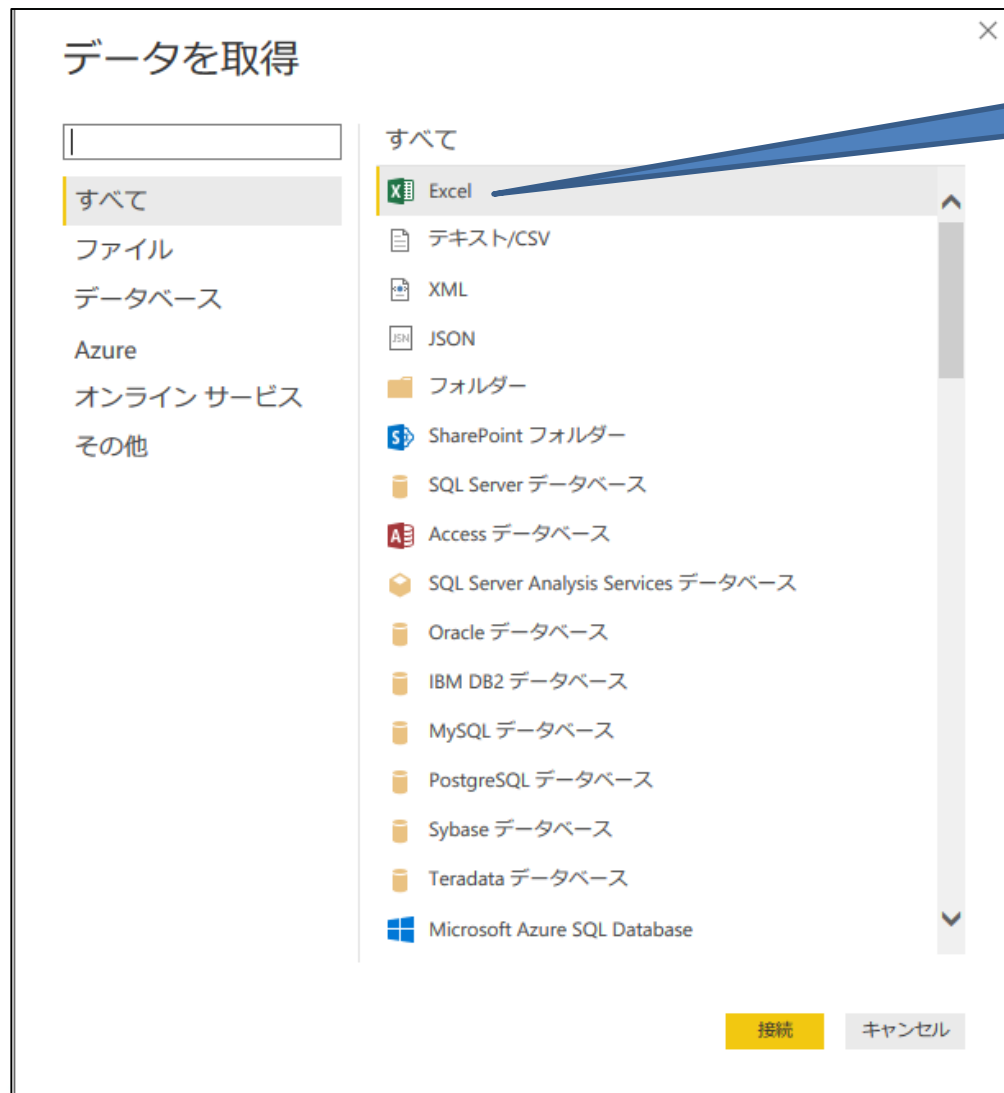 データを取得
すべて
ファイル
データベース
Azure
オンライン サービス
その他
すべて
Excel
テキスト/CSV
XML
JSN JSON
フォルダー
SharePoint フォルダー
SQL Server データベース
Access データベース
SQL Server Analysis Services データベース
Oracle データベース
IBM DB2 データベース
MySQL データベース
PostgreSQL データベース
Sybase データベース
Teradata データベース
Microsoft Azure SQL Database
接続 キャンセル